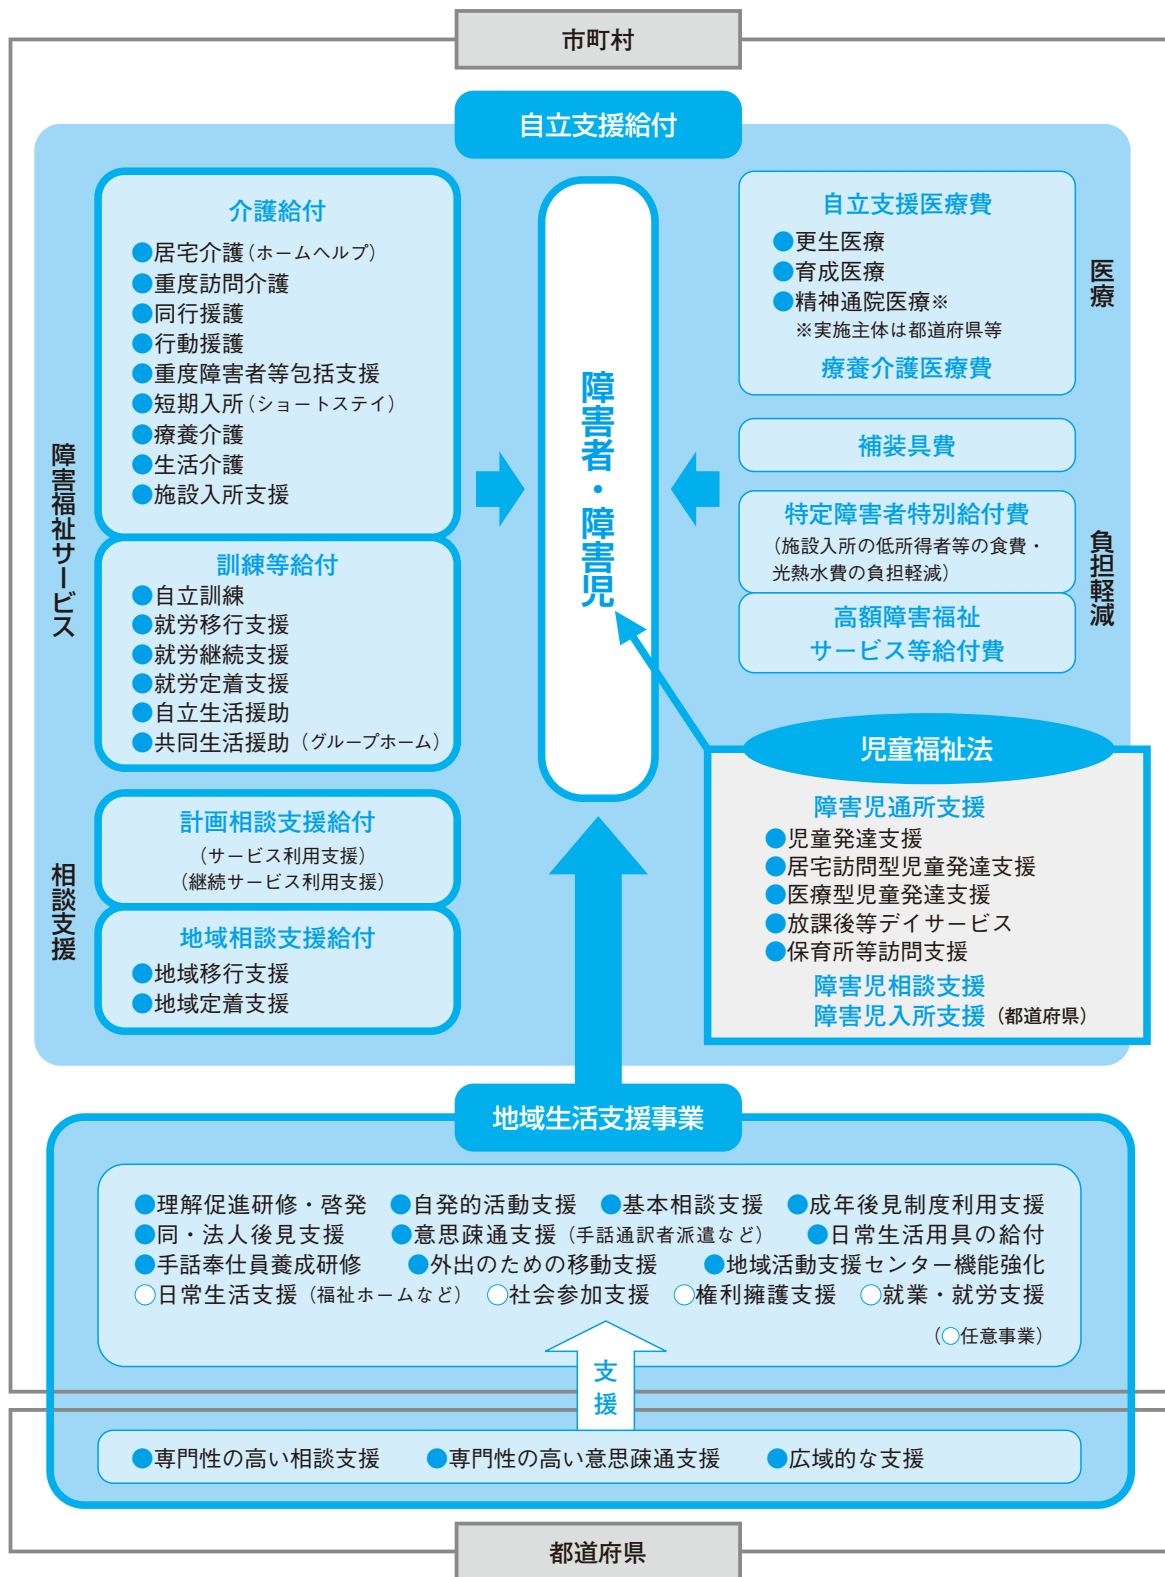 市町村
自立支援給付
障害福祉サービス
介護給付
●居宅介護(ホームヘルプ)
●重度訪問介護
●同行援護
●行動援護
●重度障害者等包括支援
●短期入所(ショートステイ)
●療養介護
●生活介護
●施設入所支援
訓練等給付
●自立訓練
●就労移行支援
●就労継続支援
●就労定着支援
●自立生活援助
●共同生活援助(グループホーム)
相談支援
計画相談支援給付
(サービス利用支援)
(継続サービス利用支援)
地域相談支援給付
●地域移行支援
●地域定着支援
障害者・障害児
医療
自立支援医療費
●更生医療
●育成医療
●精神通院医療※
※実施主体は都道府県等
療養介護医療費
補装具費
負担軽減
特定障害者特別給付費
(施設入所の低所得者等の食費・
光熱水費の負担軽減)
高額障害福祉
サービス等給付費
児童福祉法
障害児通所支援
●児童発達支援
●居宅訪問型児童発達支援
●医療型児童発達支援
●放課後等デイサービス
●保育所等訪問支援
障害児相談支援
障害児入所支援(都道府県)
地域生活支援事業
●理解促進研修・啓発 ●自発的活動支援 ●基本相談支援 ●成年後見制度利用支援
●同・法人後見支援 ●意思疎通支援(手話通訳者派遣など) ●日常生活用具の給付
●手話奉仕員養成研修 ●外出のための移動支援 ●地域活動支援センター機能強化
○日常生活支援(福祉ホームなど) ○社会参加支援 ○権利擁護支援 ○就業・就労支援
(○任意事業)
支援
●専門性の高い相談支援 ●専門性の高い意思疎通支援 ●広域的な支援
都道府県